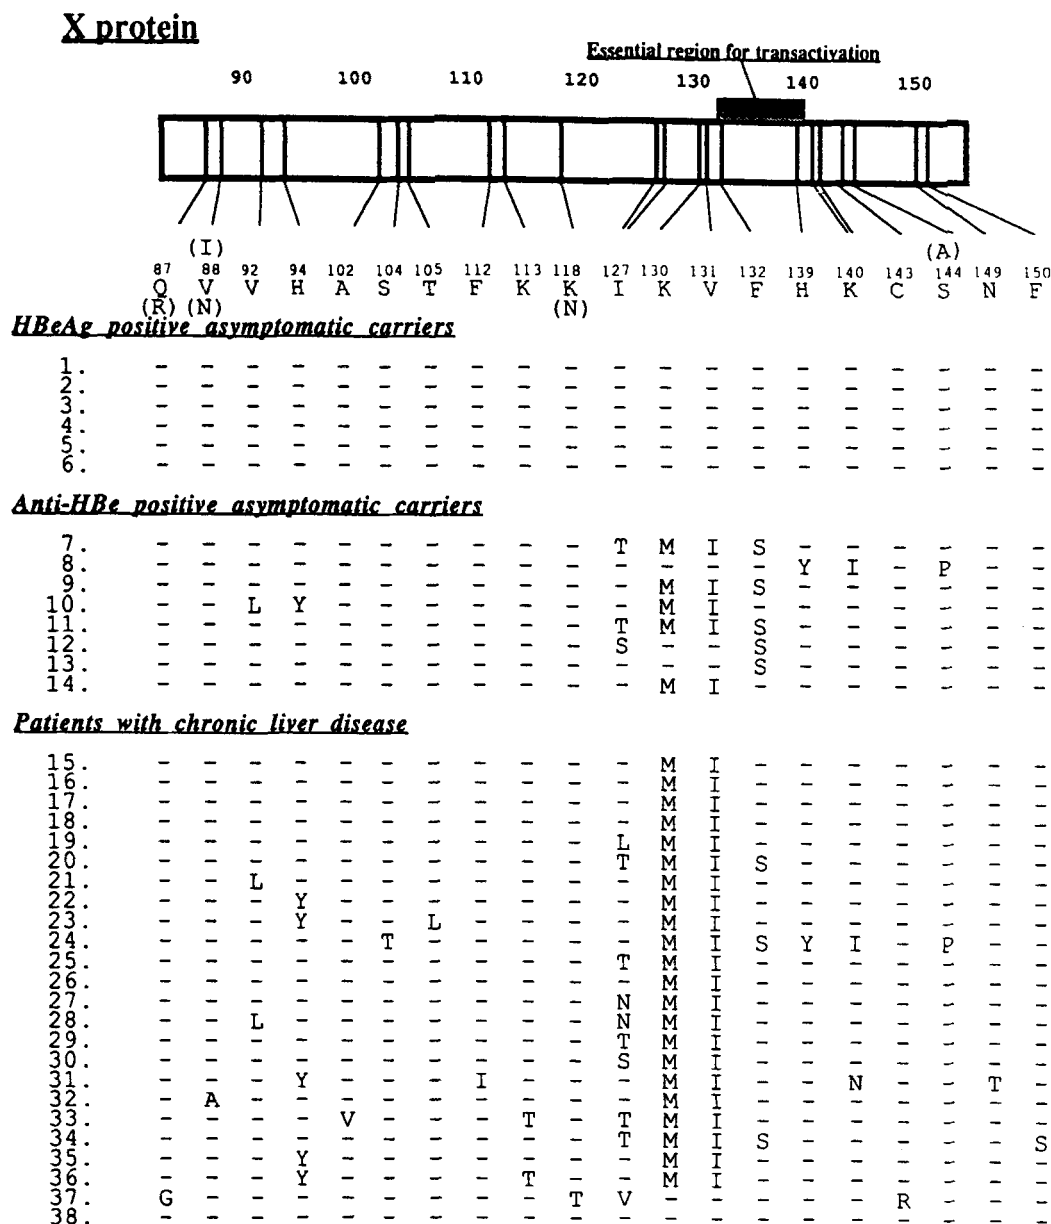 X protein
Essential region for transactivation
90 100 110 120 130 140 150
(I) (A)
87 88 92 94 102 104 105 112 113 118 127 130 131 132 139 140 143 144 149 150
Q V V H A S T F K K I K V F H K C S N F
(R) (N) (N)
HBeAg positive asymptomatic carriers
1. - - - - - - - - - - - - - - - - - - - -
2. - - - - - - - - - - - - - - - - - - - -
3. - - - - - - - - - - - - - - - - - - - -
4. - - - - - - - - - - - - - - - - - - - -
5. - - - - - - - - - - - - - - - - - - - -
6. - - - - - - - - - - - - - - - - - - - -
Anti-HBe positive asymptomatic carriers
7. - - - - - - - - - - T M I S - - - - - -
8. - - - - - - - - - - - - - - Y I - P - -
9. - - - - - - - - - - - M I S - - - - - -
10. - - L Y - - - - - - - M I - - - - - - -
11. - - - - - - - - - - T M I S - - - - - -
12. - - - - - - - - - - S - - S - - - - - -
13. - - - - - - - - - - - - - S - - - - - -
14. - - - - - - - - - - - M I - - - - - - -
Patients with chronic liver disease
15. - - - - - - - - - - - M I - - - - - - -
16. - - - - - - - - - - - M I - - - - - - -
17. - - - - - - - - - - - M I - - - - - - -
18. - - - - - - - - - - - M I - - - - - - -
19. - - - - - - - - - - L M I - - - - - - -
20. - - - - - - - - - - T M I S - - - - - -
21. - - L - - - - - - - - M I - - - - - - -
22. - - - Y - - - - - - - M I - - - - - - -
23. - - - Y - - L - - - - M I - - - - - - -
24. - - - - - T - - - - - M I S Y I - P - -
25. - - - - - - - - - - T M I - - - - - - -
26. - - - - - - - - - - - M I - - - - - - -
27. - - - - - - - - - - N M I - - - - - - -
28. - - L - - - - - - - N M I - - - - - - -
29. - - - - - - - - - - T M I - - - - - - -
30. - - - - - - - - - - S M I - - - - - - -
31. - - - Y - - - I - - - M I - - N - - T -
32. - A - - - - - - - - - M I - - - - - - -
33. - - - - V - - - T - T M I - - - - - - -
34. - - - - - - - - - - T M I S - - - - - S
35. - - - Y - - - - - - - M I - - - - - - -
36. - - - Y - - - - T - - M I - - - - - - -
37. G - - - - - - - - T V - - - - - R - - -
38. - - - - - - - - - - - - - - - - - - - -